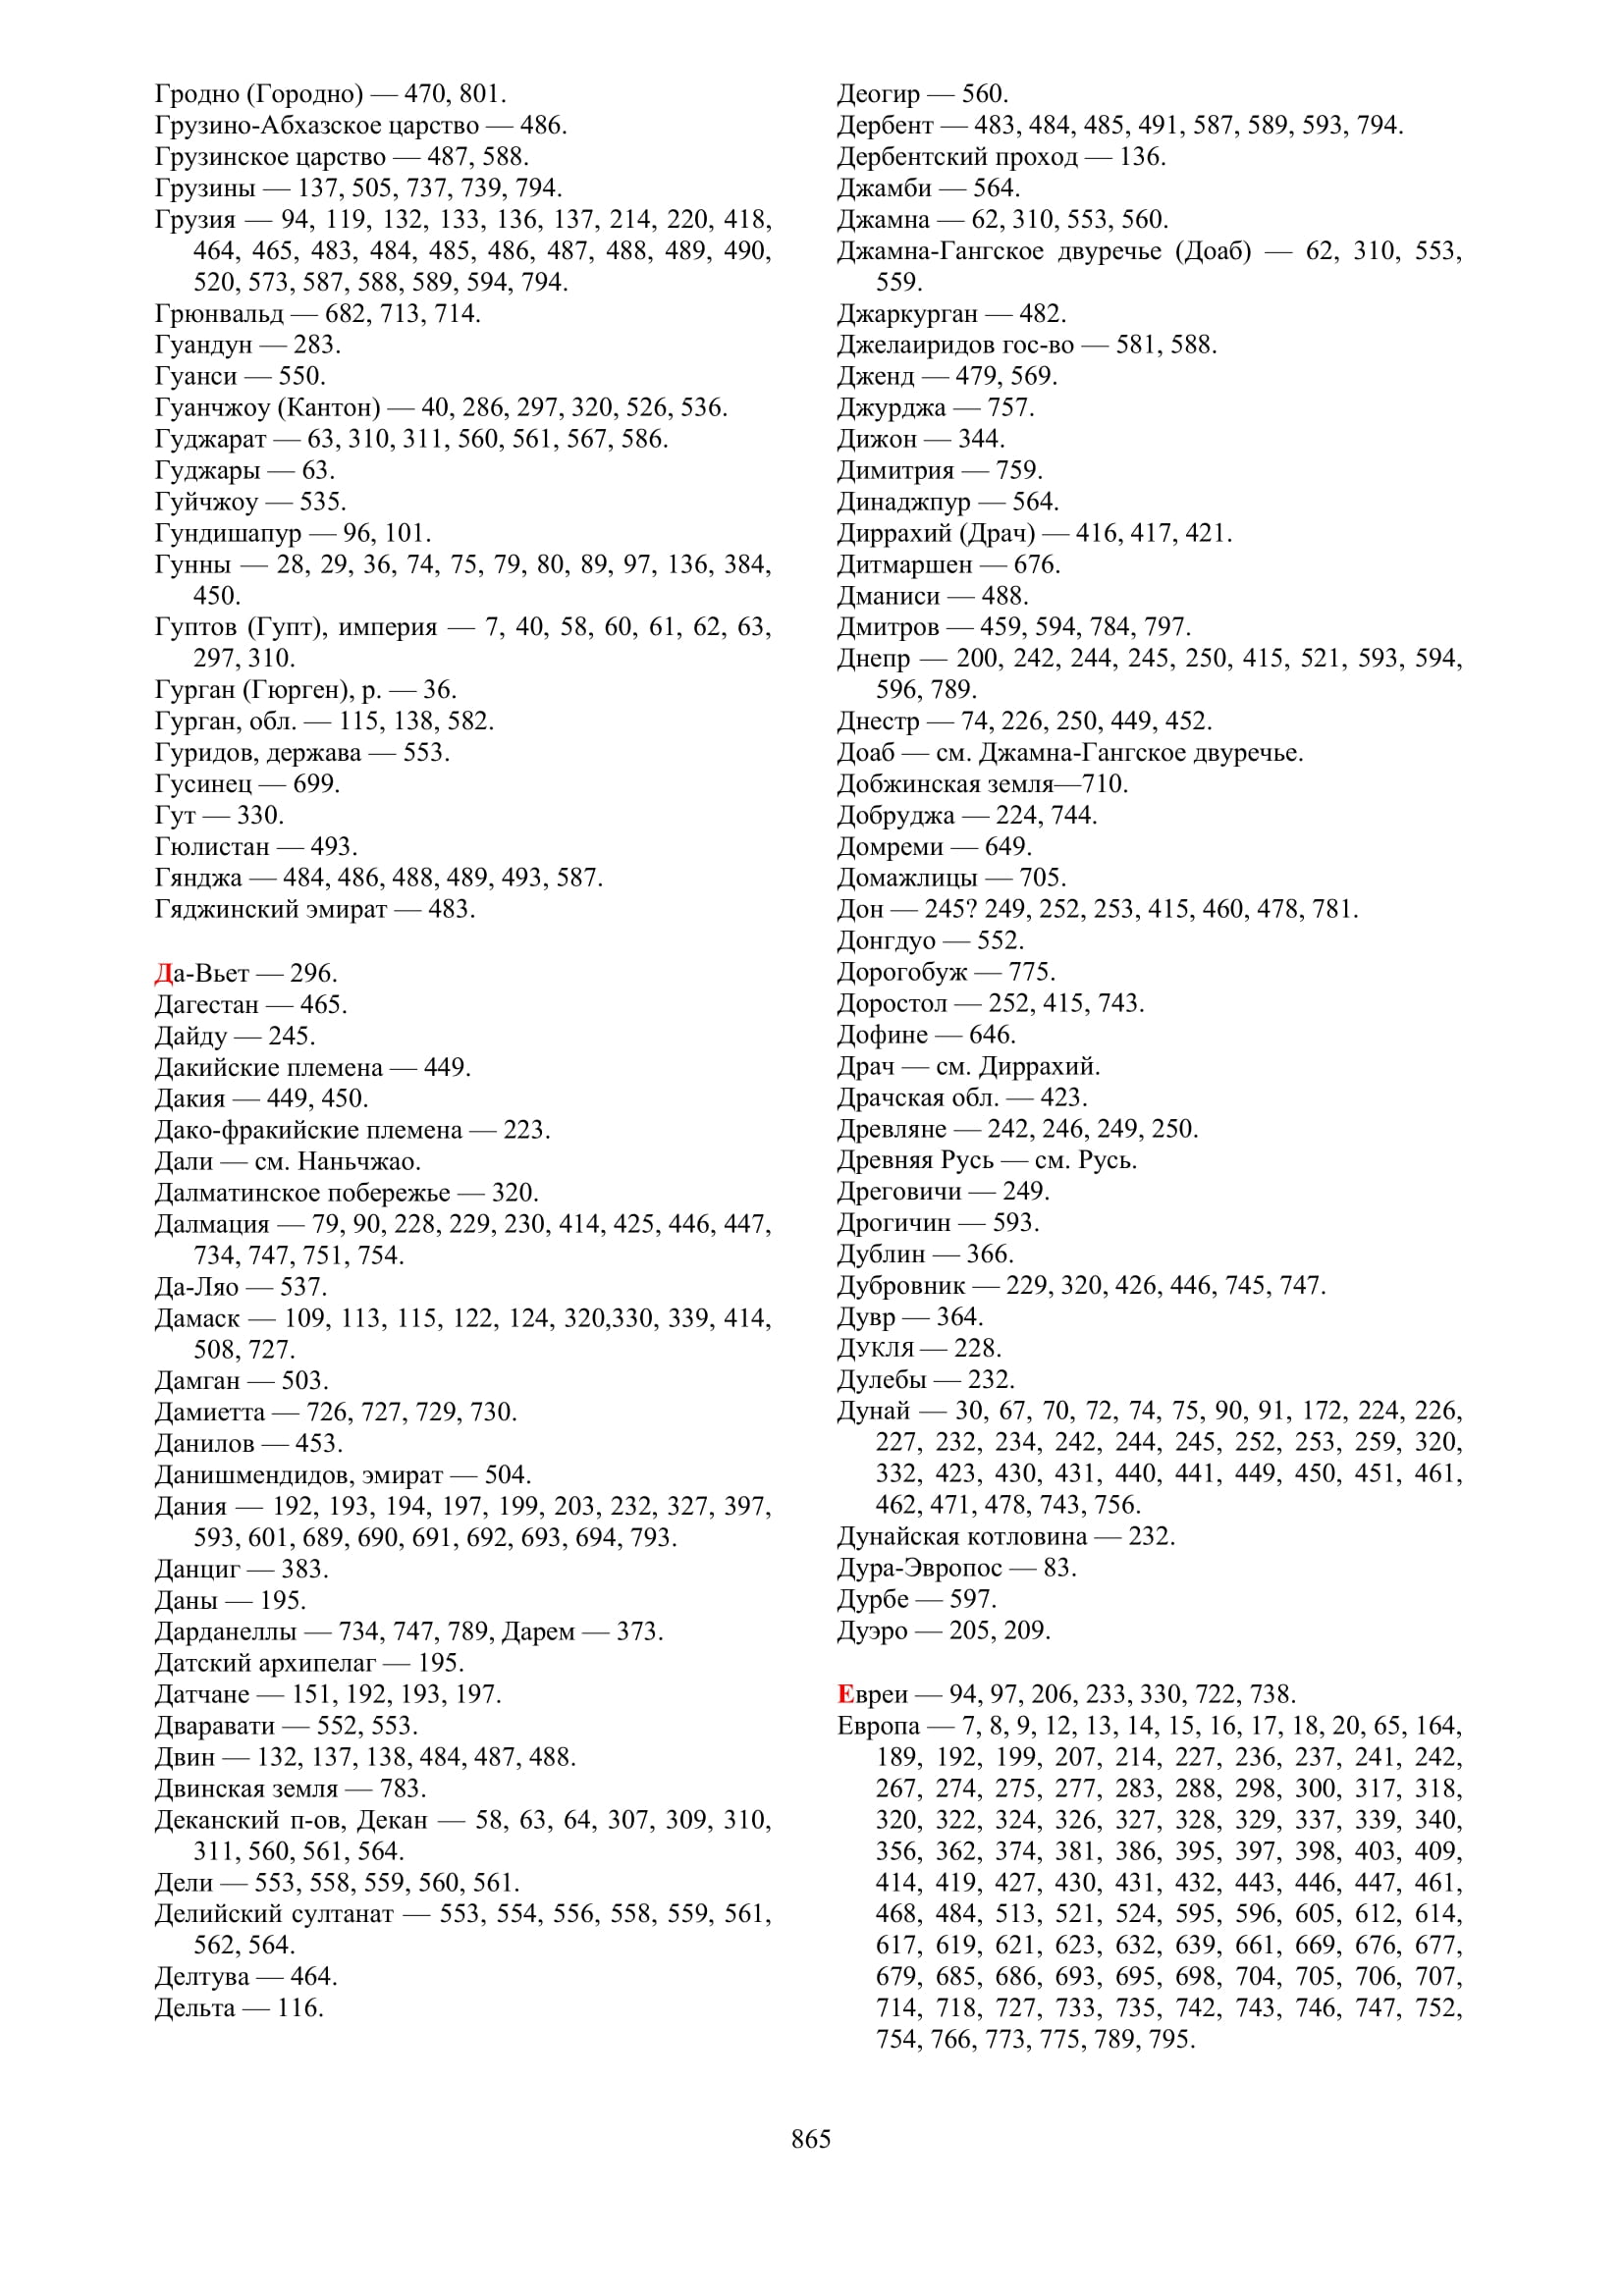 Гродно (Городно) — 470, 801.
Грузино-Абхазское царство — 486.
Грузинское царство — 487, 588.
Грузины — 137, 505, 737, 739, 794.
Грузия — 94, 119, 132, 133, 136, 137, 214, 220, 418,
464, 465, 483, 484, 485, 486, 487, 488, 489, 490,
520, 573, 587, 588, 589, 594, 794.
Грюнвальд — 682, 713, 714.
Гуандун — 283.
Гуанси — 550.
Гуанчжоу (Кантон) — 40, 286, 297, 320, 526, 536.
Гуджарат — 63, 310, 311, 560, 561, 567, 586.
Гуджары — 63.
Гуйчжоу — 535.
Гундишапур — 96, 101.
Гунны — 28, 29, 36, 74, 75, 79, 80, 89, 97, 136, 384,
450.
Гуптов (Гупт), империя — 7, 40, 58, 60, 61, 62, 63,
297, 310.
Гурган (Гюрген), р. — 36.
Гурган, обл. — 115, 138, 582.
Гуридов, держава — 553.
Гусинец — 699.
Гут — 330.
Гюлистан — 493.
Гянджа — 484, 486, 488, 489, 493, 587.
Гяджинский эмират — 483.
Да-Вьет — 296.
Дагестан — 465.
Дайду — 245.
Дакийские племена — 449.
Дакия — 449, 450.
Дако-фракийские племена — 223.
Дали — см. Наньчжао.
Далматинское побережье — 320.
Далмация — 79, 90, 228, 229, 230, 414, 425, 446, 447,
734, 747, 751, 754.
Да-Ляо — 537.
Дамаск — 109, 113, 115, 122, 124, 320,330, 339, 414,
508, 727.
Дамган — 503.
Дамиетта — 726, 727, 729, 730.
Данилов — 453.
Данишмендидов, эмират — 504.
Дания — 192, 193, 194, 197, 199, 203, 232, 327, 397,
593, 601, 689, 690, 691, 692, 693, 694, 793.
Данциг — 383.
Даны — 195.
Дарданеллы — 734, 747, 789, Дарем — 373.
Датский архипелаг — 195.
Датчане — 151, 192, 193, 197.
Дваравати — 552, 553.
Двин — 132, 137, 138, 484, 487, 488.
Двинская земля — 783.
Деканский п-ов, Декан — 58, 63, 64, 307, 309, 310,
311, 560, 561, 564.
Дели — 553, 558, 559, 560, 561.
Делийский султанат — 553, 554, 556, 558, 559, 561,
562, 564.
Делтува — 464.
Дельта — 116.
Деогир — 560.
Дербент — 483, 484, 485, 491, 587, 589, 593, 794.
Дербентский проход — 136.
Джамби — 564.
Джамна — 62, 310, 553, 560.
Джамна-Гангское двуречье (Доаб) — 62, 310, 553,
559.
Джаркурган — 482.
Джелаиридов гос-во — 581, 588.
Дженд — 479, 569.
Джурджа — 757.
Дижон — 344.
Димитрия — 759.
Динаджпур — 564.
Диррахий (Драч) — 416, 417, 421.
Дитмаршен — 676.
Дманиси — 488.
Дмитров — 459, 594, 784, 797.
Днепр — 200, 242, 244, 245, 250, 415, 521, 593, 594,
596, 789.
Днестр — 74, 226, 250, 449, 452.
Доаб — см. Джамна-Гангское двуречье.
Добжинская земля—710.
Добруджа — 224, 744.
Домреми — 649.
Домажлицы — 705.
Дон — 245? 249, 252, 253, 415, 460, 478, 781.
Донгдуо — 552.
Дорогобуж — 775.
Доростол — 252, 415, 743.
Дофине — 646.
Драч — см. Диррахий.
Драчская обл. — 423.
Древляне — 242, 246, 249, 250.
Древняя Русь — см. Русь.
Дреговичи — 249.
Дрогичин — 593.
Дублин — 366.
Дубровник — 229, 320, 426, 446, 745, 747.
Дувр — 364.
ДУКЛЯ — 228.
Дулебы — 232.
Дунай — 30, 67, 70, 72, 74, 75, 90, 91, 172, 224, 226,
227, 232, 234, 242, 244, 245, 252, 253, 259, 320,
332, 423, 430, 431, 440, 441, 449, 450, 451, 461,
462, 471, 478, 743, 756.
Дунайская котловина — 232.
Дура-Эвропос — 83.
Дурбе — 597.
Дуэро — 205, 209.
Евреи — 94, 97, 206, 233, 330, 722, 738.
Европа — 7, 8, 9, 12, 13, 14, 15, 16, 17, 18, 20, 65, 164,
189, 192, 199, 207, 214, 227, 236, 237, 241, 242,
267, 274, 275, 277, 283, 288, 298, 300, 317, 318,
320, 322, 324, 326, 327, 328, 329, 337, 339, 340,
356, 362, 374, 381, 386, 395, 397, 398, 403, 409,
414, 419, 427, 430, 431, 432, 443, 446, 447, 461,
468, 484, 513, 521, 524, 595, 596, 605, 612, 614,
617, 619, 621, 623, 632, 639, 661, 669, 676, 677,
679, 685, 686, 693, 695, 698, 704, 705, 706, 707,
714, 718, 727, 733, 735, 742, 743, 746, 747, 752,
754, 766, 773, 775, 789, 795.
865